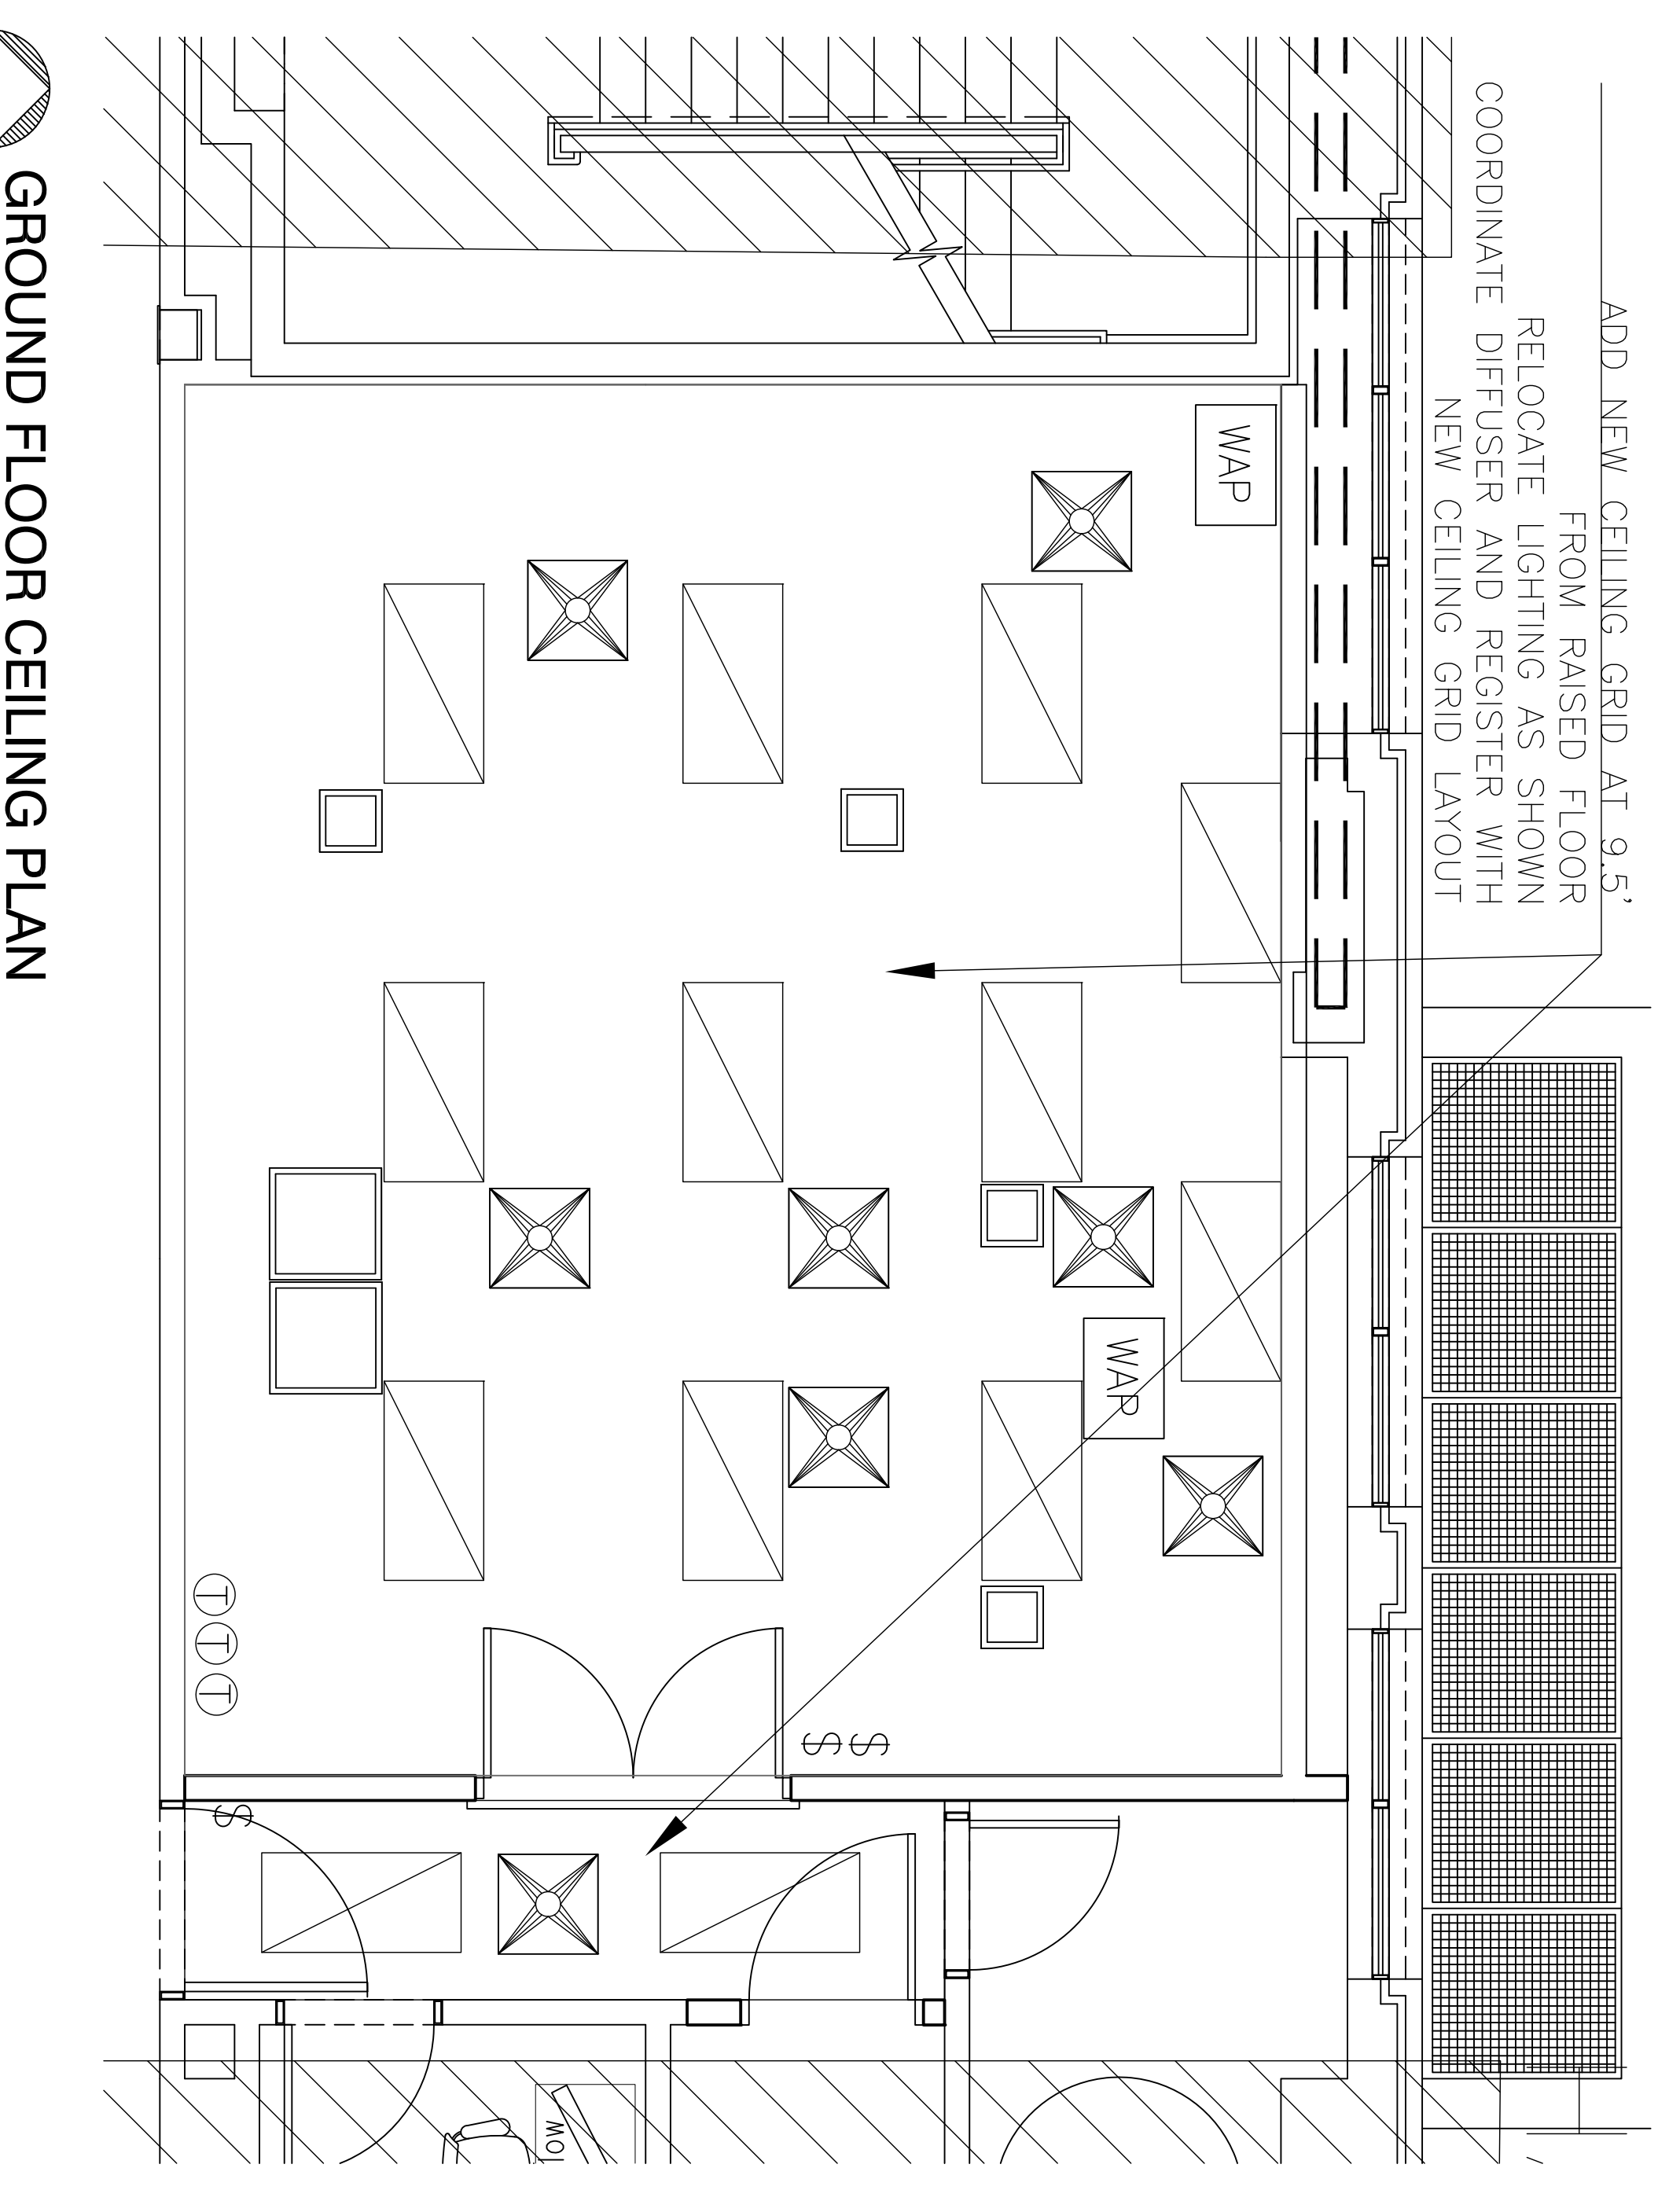 ADD NEW CEILING GRID AT 9.5'
FROM RAISED FLOOR
RELOCATE LIGHTING AS SHOWN
COORDINATE DIFFUSER AND REGISTER WITH
NEW CEILING GRID LAYOUT
WAP
WAP
T
T
T
$
$
$
GROUND FLOOR CEILING PLAN